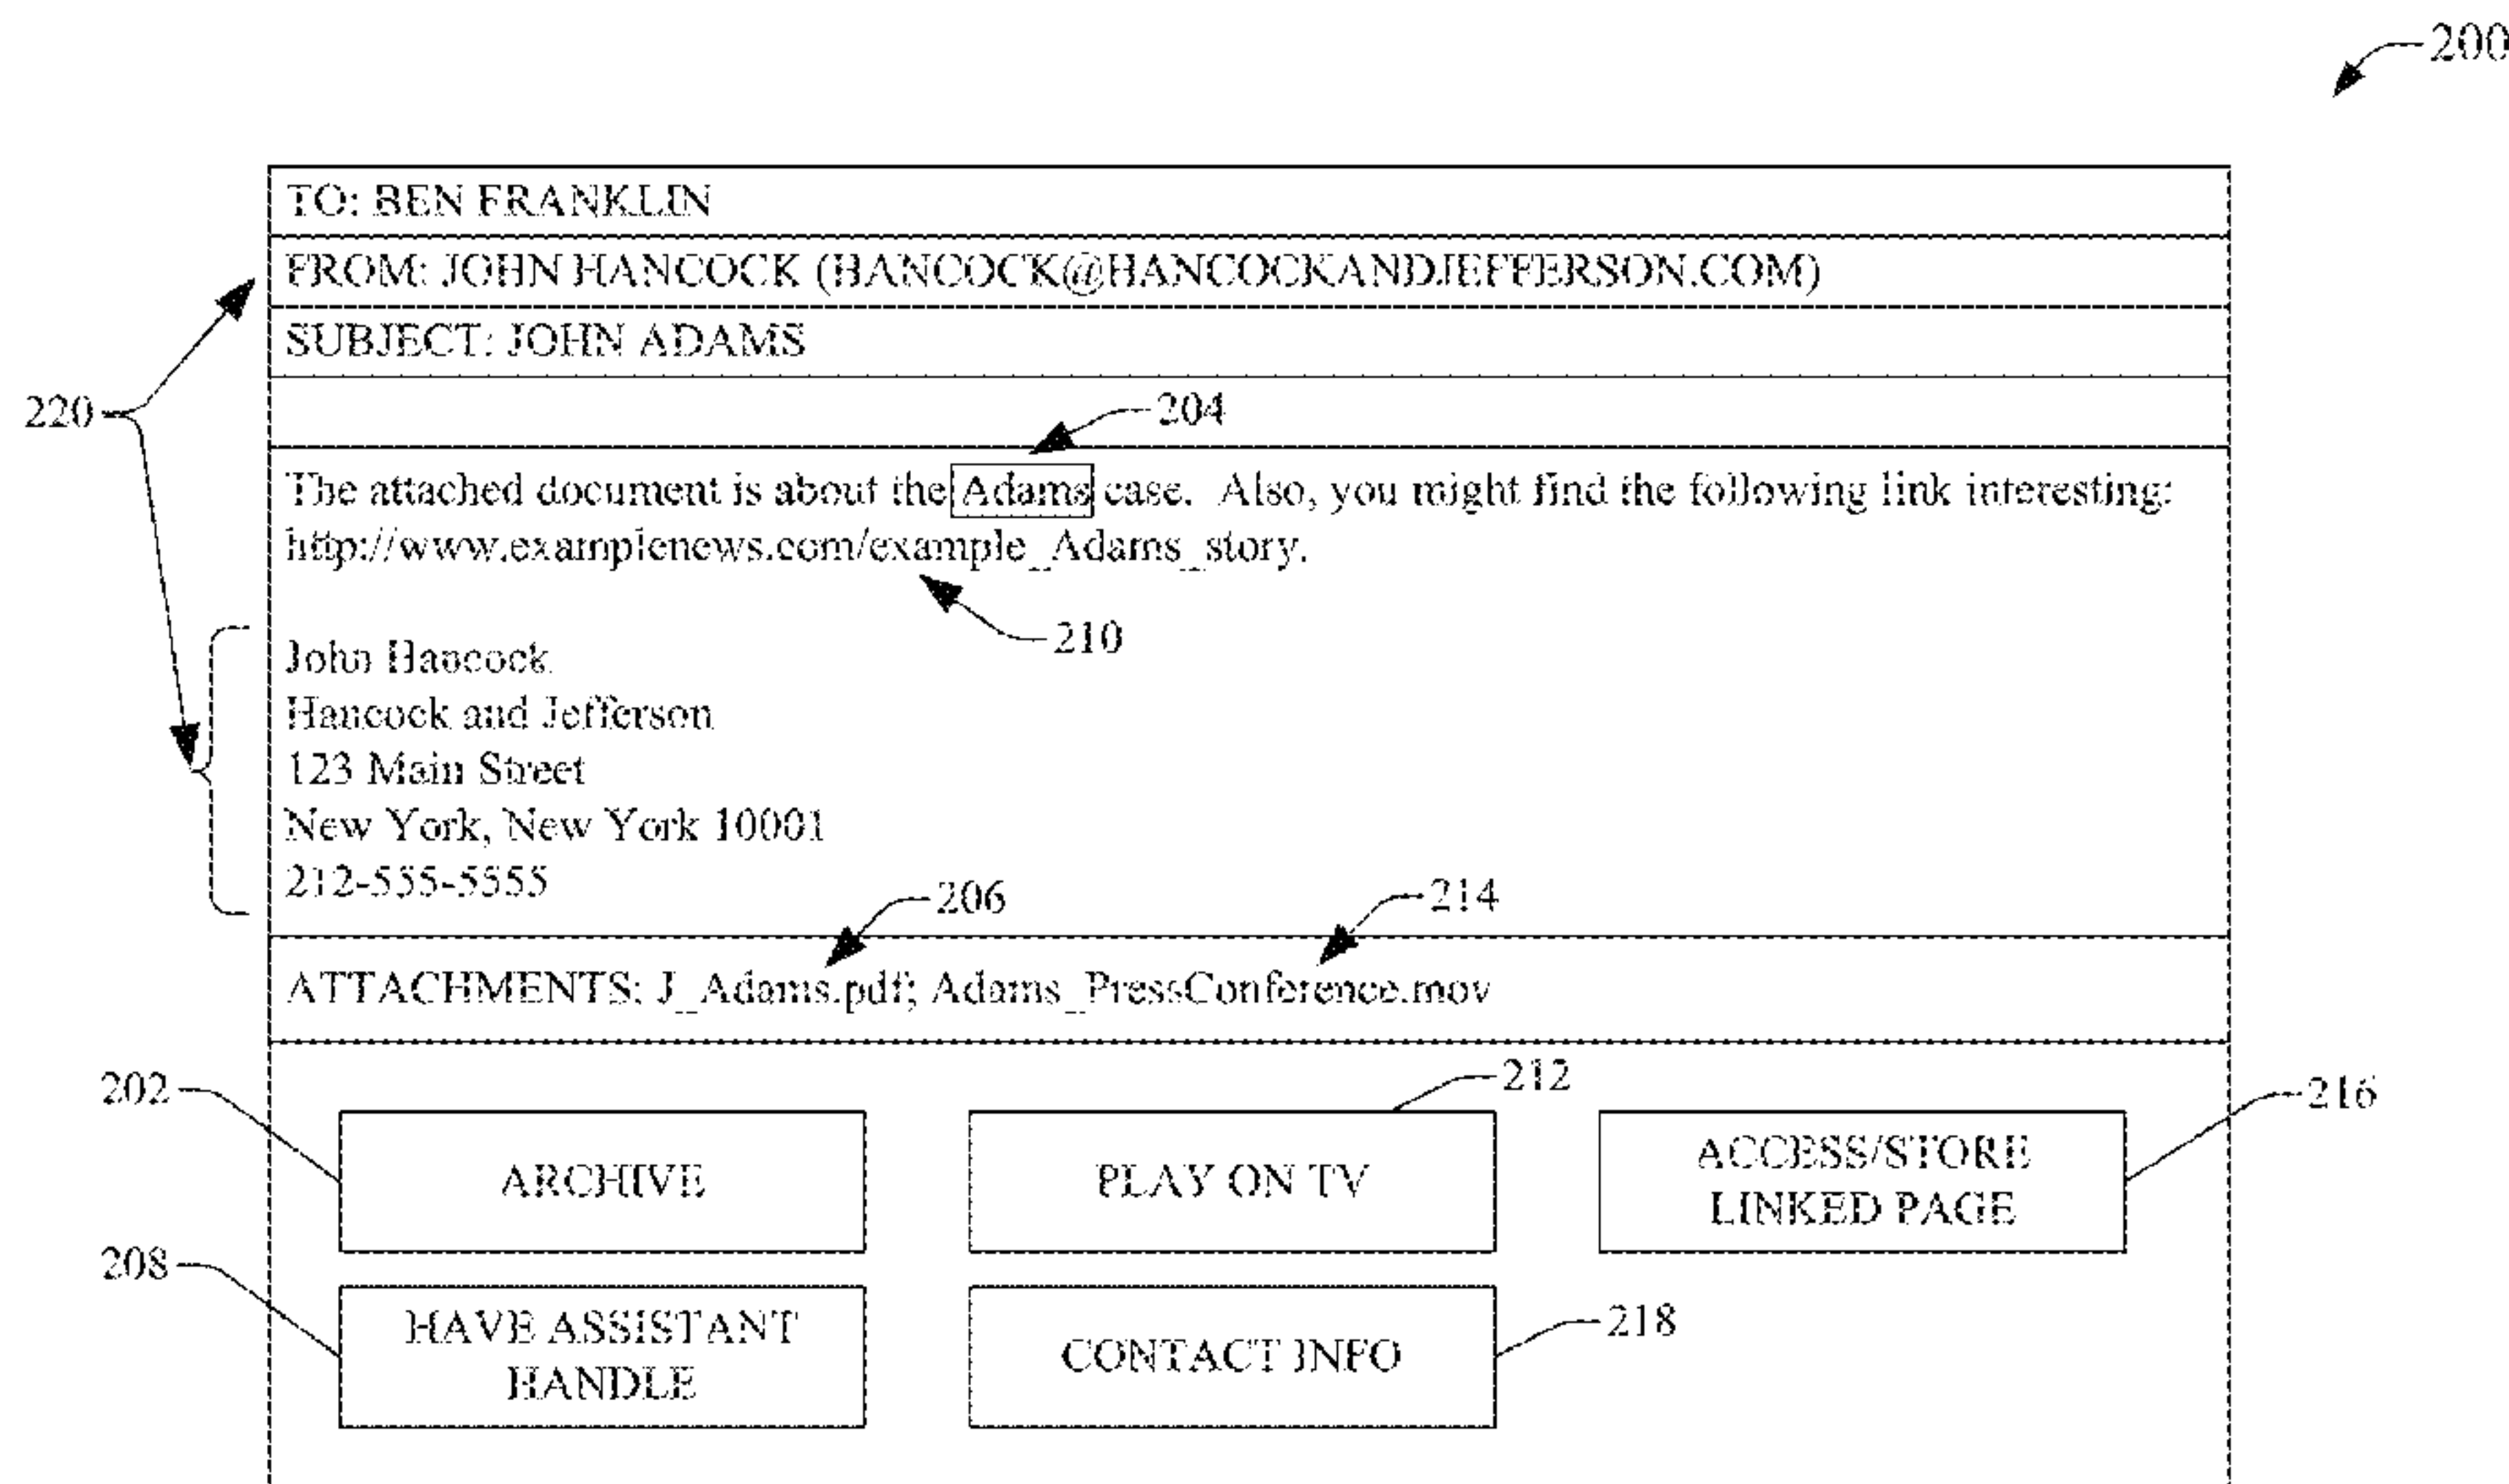 200
TO: BEN FRANKLIN
FROM: JOHN HANCOCK (HANCOCK@HANCOCKANDJEFFERSON.COM)
SUBJECT: JOHN ADAMS
220
204
The attached document is about the Adams case. Also, you might find the following link interesting:
http://www.examplenews.com/example_Adams_story.
210
John Hancock
Hancock and Jefferson
123 Main Street
New York, New York 10001
212-555-5555
206
214
ATTACHMENTS: J_Adams.pdf; Adams_PressConference.mov
202
212
216
ARCHIVE
PLAY ON TV
ACCESS/STORE
LINKED PAGE
208
HAVE ASSISTANT
HANDLE
CONTACT INFO
218